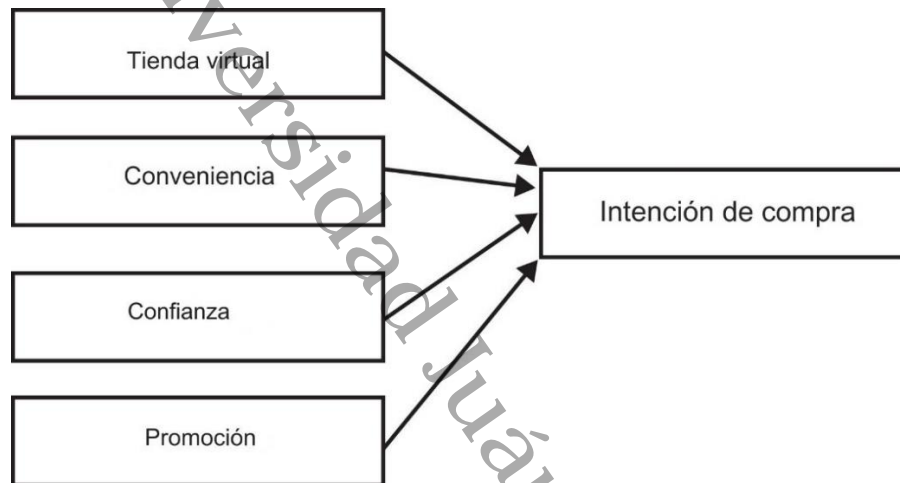 Tienda virtual
Conveniencia
Confianza
Promoción
Intención de compra